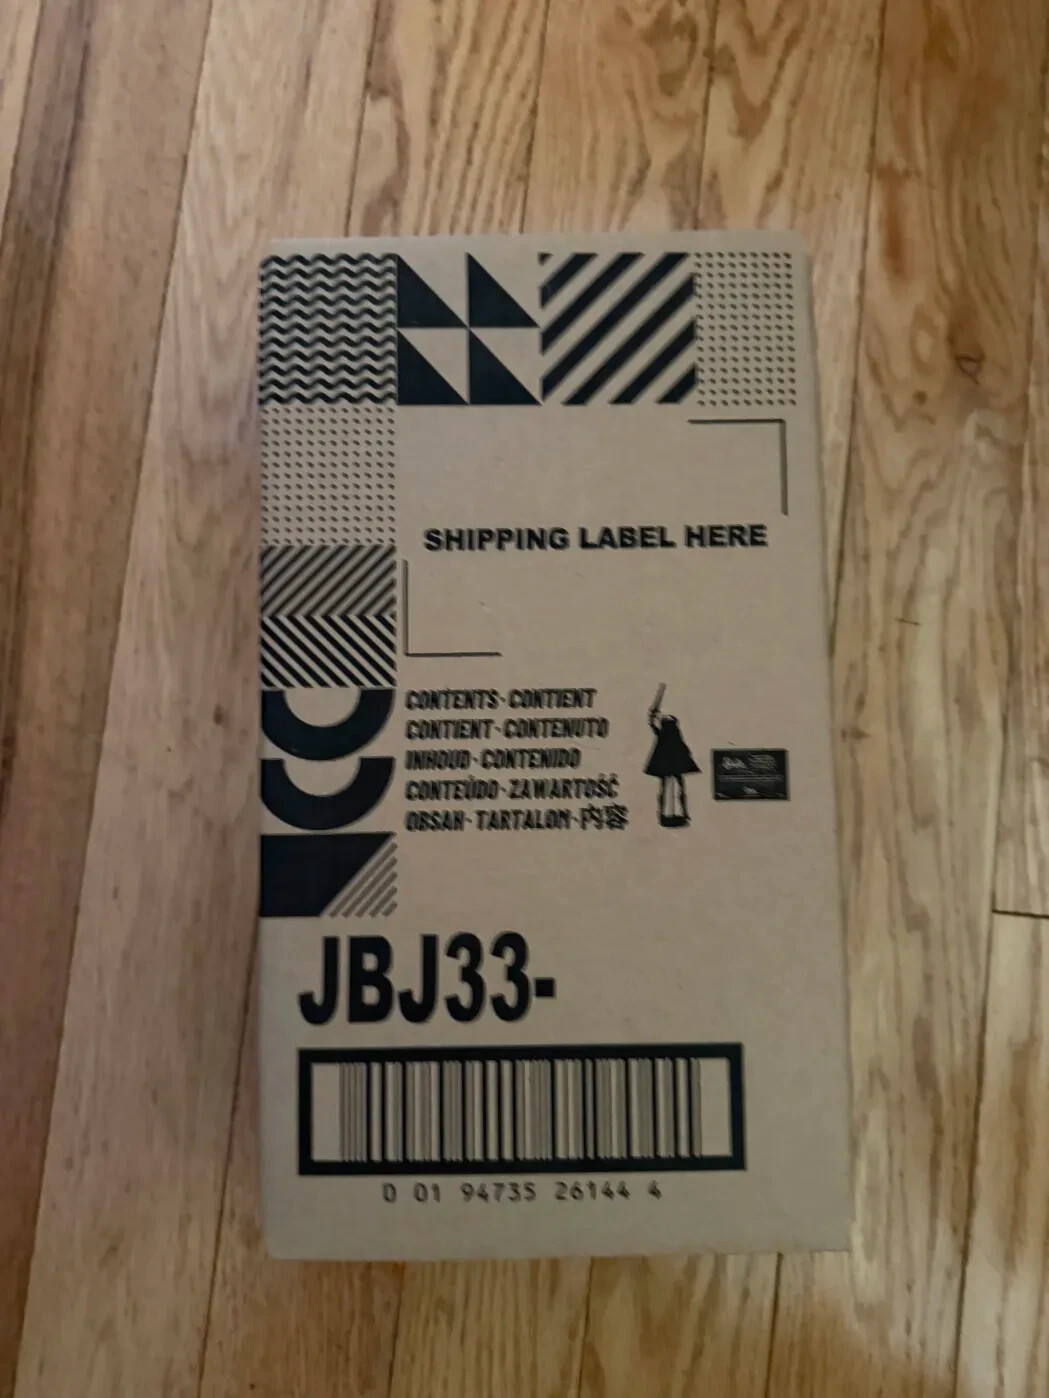 SHIPPING LABEL HERE
CONTENTS · CONTIENT
CONTIENT · CONTENUTO
INHOUD · CONTENIDO
CONTEÚDO · ZAWARTOŚĆ
OBSAH · TARTALOM · 内容
JBJ33-
0 01 94735 26144 4